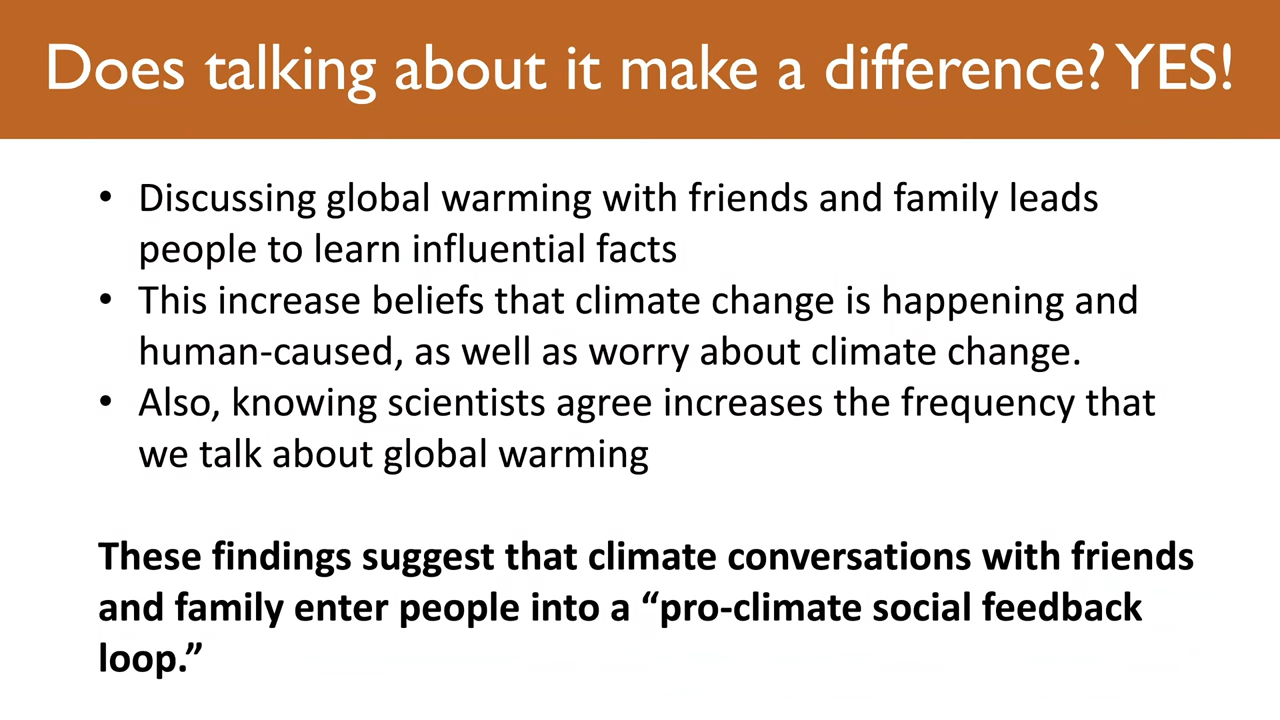 Does talking about it make a difference? YES!
• Discussing global warming with friends and family leads
people to learn influential facts
• This increase beliefs that climate change is happening and
human-caused, as well as worry about climate change.
• Also, knowing scientists agree increases the frequency that
we talk about global warming
These findings suggest that climate conversations with friends
and family enter people into a “pro-climate social feedback
loop.”